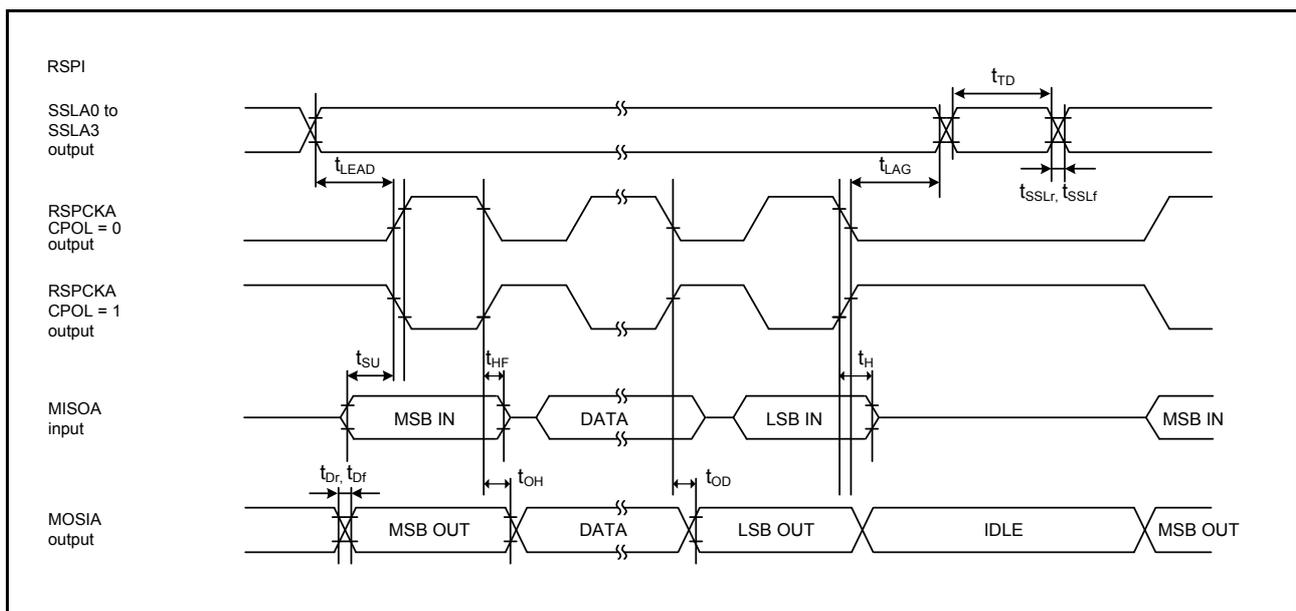 RSPI
tTD
SSLA0 to
SSLA3
output
tLEAD
tLAG
tSSLr, tSSLf
RSPCKA
CPOL = 0
output
RSPCKA
CPOL = 1
output
tSU
tHF
tH
MISOA
input
MSB IN
DATA
LSB IN
MSB IN
tDr, tDf
tOH
tOD
MOSIA
output
MSB OUT
DATA
LSB OUT
IDLE
MSB OUT